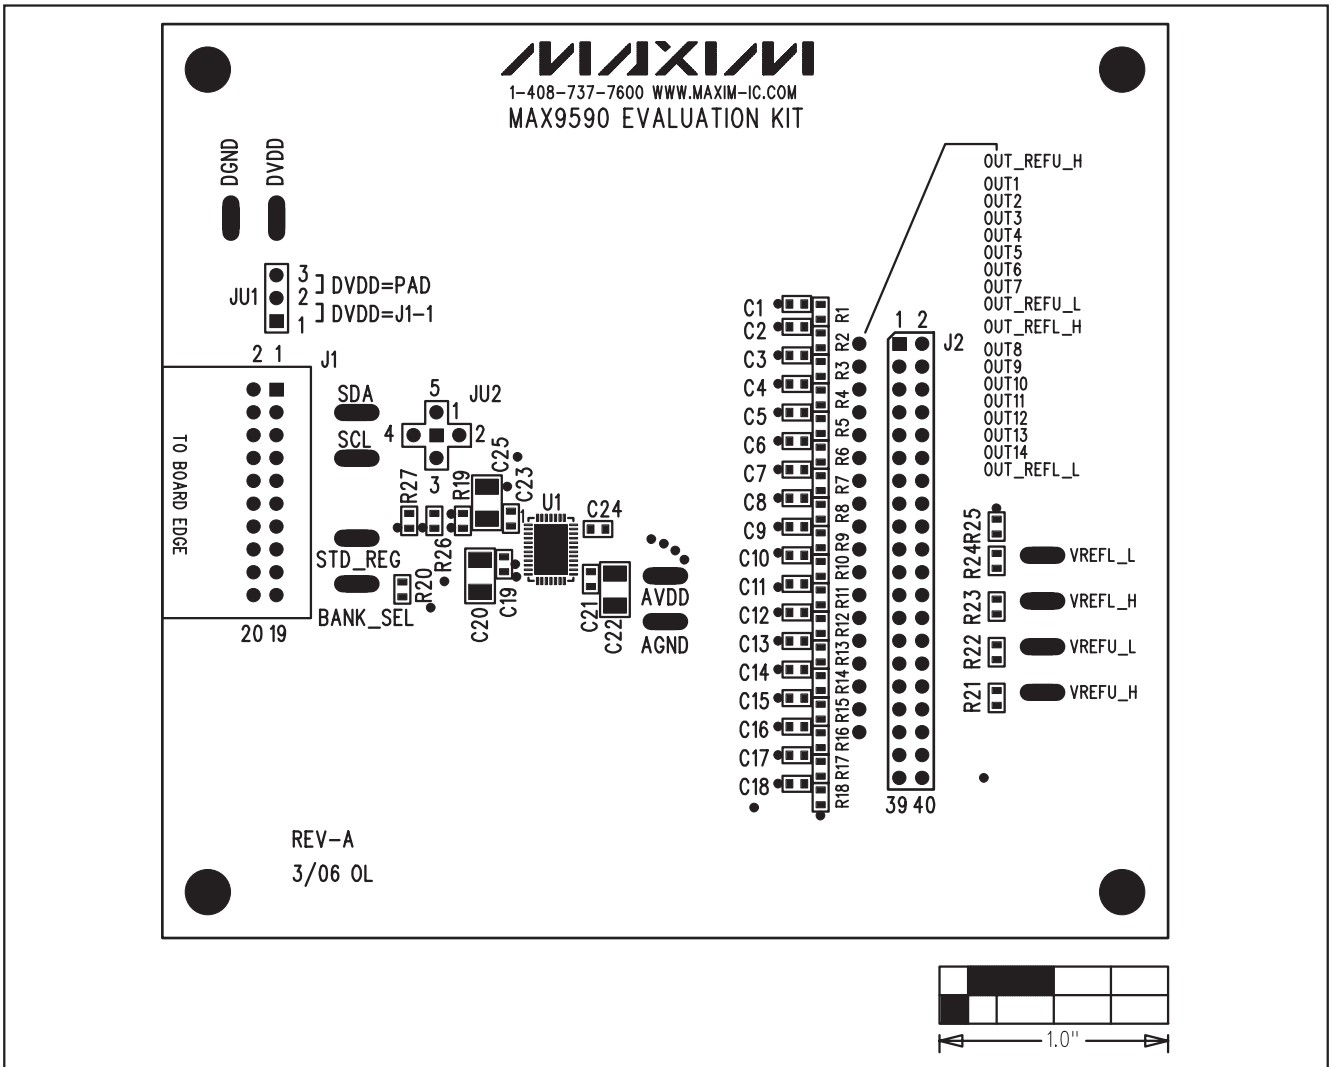 MAXIM
1-408-737-7600 WWW.MAXIM-IC.COM
MAX9590 EVALUATION KIT
DGND
DVDD
JU1
3
2
1
DVDD=PAD
DVDD=J1-1
2 1
J1
TO BOARD EDGE
20 19
SDA
SCL
STD_REG
BANK_SEL
5
1
JU2
4
2
3
R27
R26
R19
C25
C23
1
U1
C24
R20
C20
C19
C21
C22
AVDD
AGND
C1
C2
C3
C4
C5
C6
C7
C8
C9
C10
C11
C12
C13
C14
C15
C16
C17
C18
R1
R2
R3
R4
R5
R6
R7
R8
R9
R10
R11
R12
R13
R14
R15
R16
R17
R18
1 2
J2
39 40
OUT_REFU_H
OUT1
OUT2
OUT3
OUT4
OUT5
OUT6
OUT7
OUT_REFU_L
OUT_REFL_H
OUT8
OUT9
OUT10
OUT11
OUT12
OUT13
OUT14
OUT_REFL_L
R25
R24
VREFL_L
R23
VREFL_H
R22
VREFU_L
R21
VREFU_H
REV-A
3/06 OL
1.0"